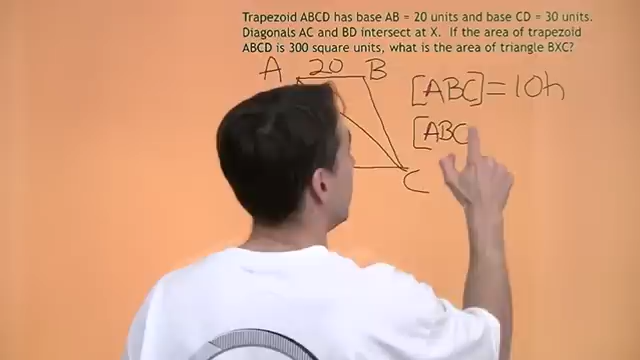 Trapezoid ABCD has base AB = 20 units and base CD = 30 units.
Diagonals AC and BD intersect at X. If the area of trapezoid
ABCD is 300 square units, what is the area of triangle BXC?
A 20 B
[ABC] = 10h
[ABC
C